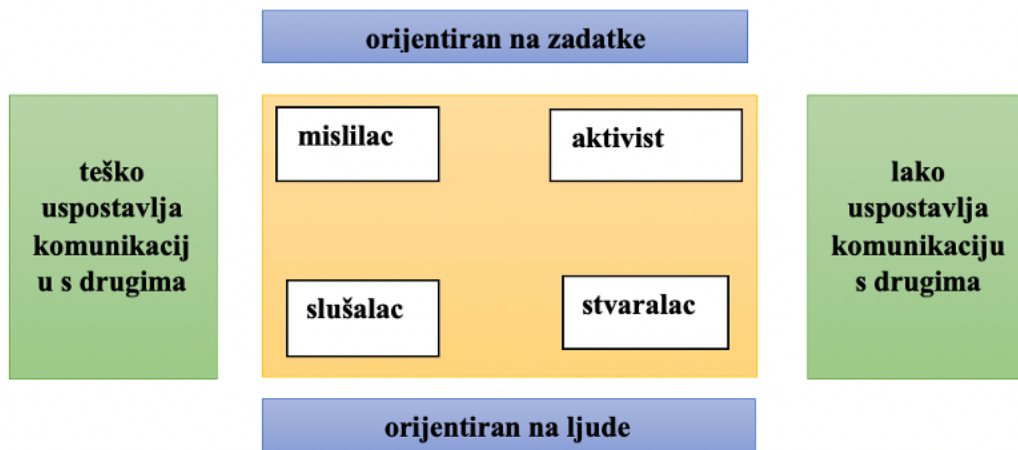 orijentiran na zadatke
teško
uspostavlja
komunikacij
u s drugima
mislilac
aktivist
slušalac
stvaralac
lako
uspostavlja
komunikaciju
s drugima
orijentiran na ljude